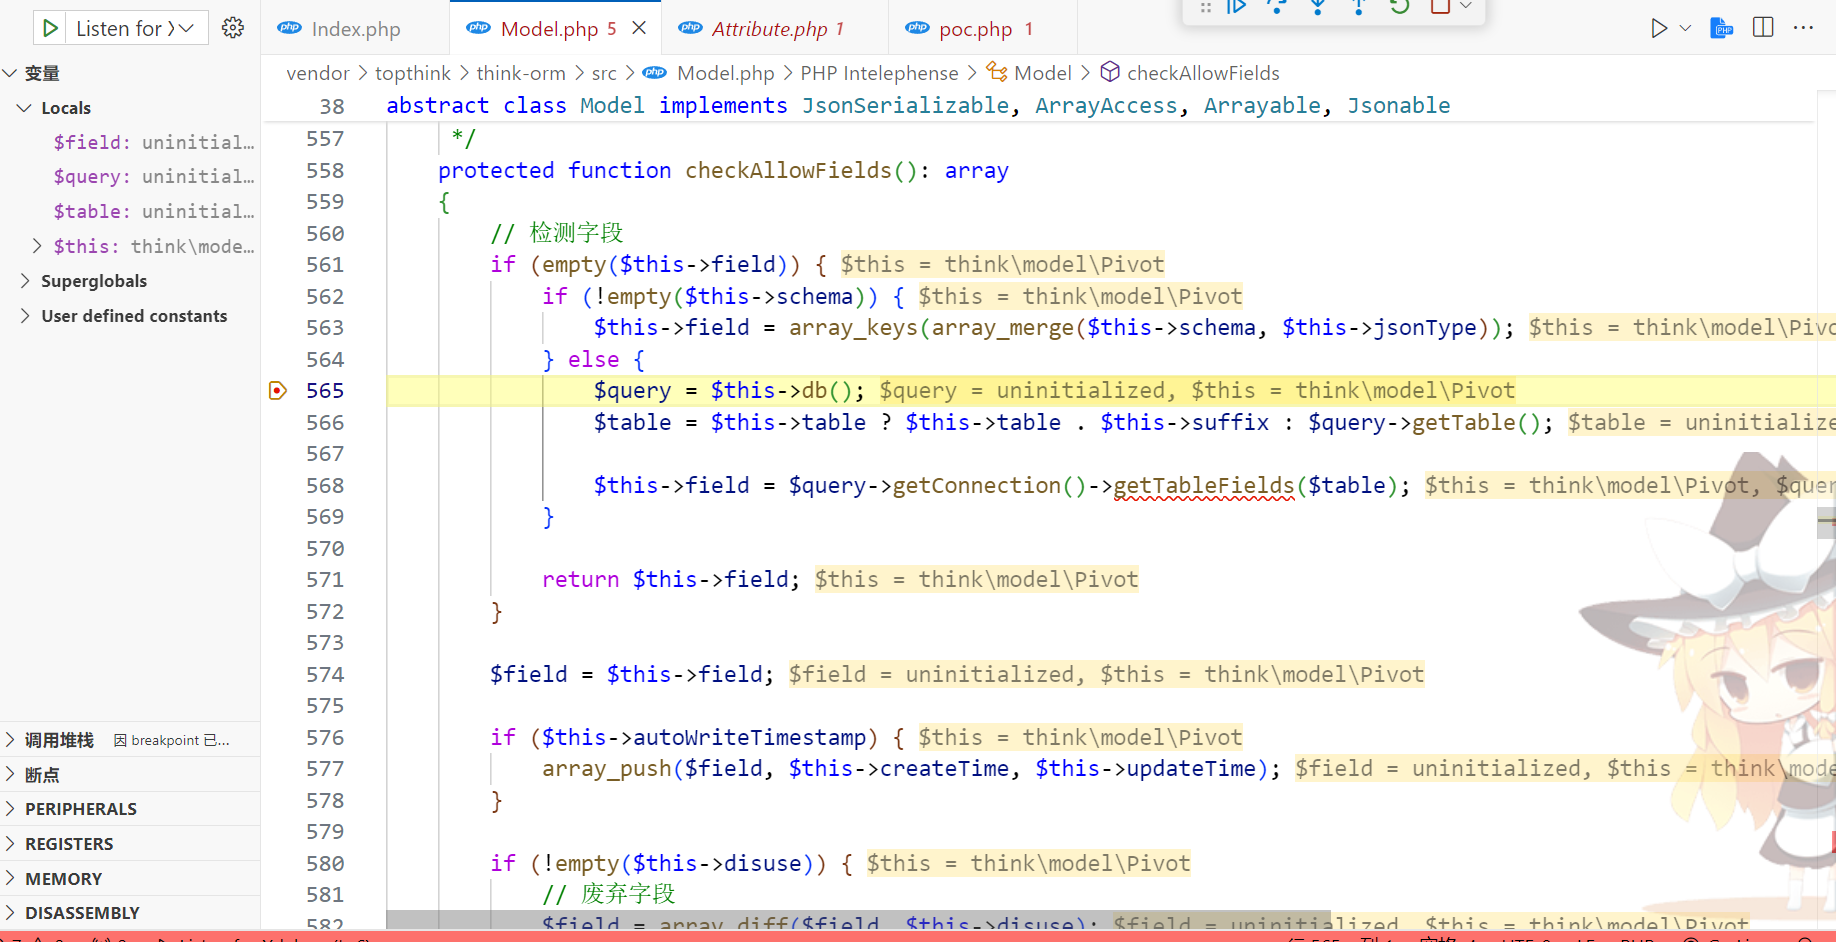 Listen for
Index.php
Model.php 5
Attribute.php 1
poc.php 1
变量
Locals
$field: uninitial…
$query: uninitial…
$table: uninitial…
$this: think\mode…
Superglobals
User defined constants
调用堆栈 因 breakpoint 已...
断点
PERIPHERALS
REGISTERS
MEMORY
DISASSEMBLY
vendor > topthink > think-orm > src > Model.php > PHP Intelephense > Model > checkAllowFields
38 abstract class Model implements JsonSerializable, ArrayAccess, Arrayable, Jsonable
557 */
558 protected function checkAllowFields(): array
559 {
560 // 检测字段
561 if (empty($this->field)) { $this = think\model\Pivot
562 if (!empty($this->schema)) { $this = think\model\Pivot
563 $this->field = array_keys(array_merge($this->schema, $this->jsonType)); $this = think\model\Pivo
564 } else {
565 $query = $this->db(); $query = uninitialized, $this = think\model\Pivot
566 $table = $this->table ? $this->table . $this->suffix : $query->getTable(); $table = uninitialize
567
568 $this->field = $query->getConnection()->getTableFields($table); $this = think\model\Pivot, $quer
569 }
570
571 return $this->field; $this = think\model\Pivot
572 }
573
574 $field = $this->field; $field = uninitialized, $this = think\model\Pivot
575
576 if ($this->autoWriteTimestamp) { $this = think\model\Pivot
577 array_push($field, $this->createTime, $this->updateTime); $field = uninitialized, $this = think\mode
578 }
579
580 if (!empty($this->disuse)) { $this = think\model\Pivot
581 // 废弃字段
582 $field = array_diff($field, $this->disuse); $field = uninitialized, $this = think\model\Pivot